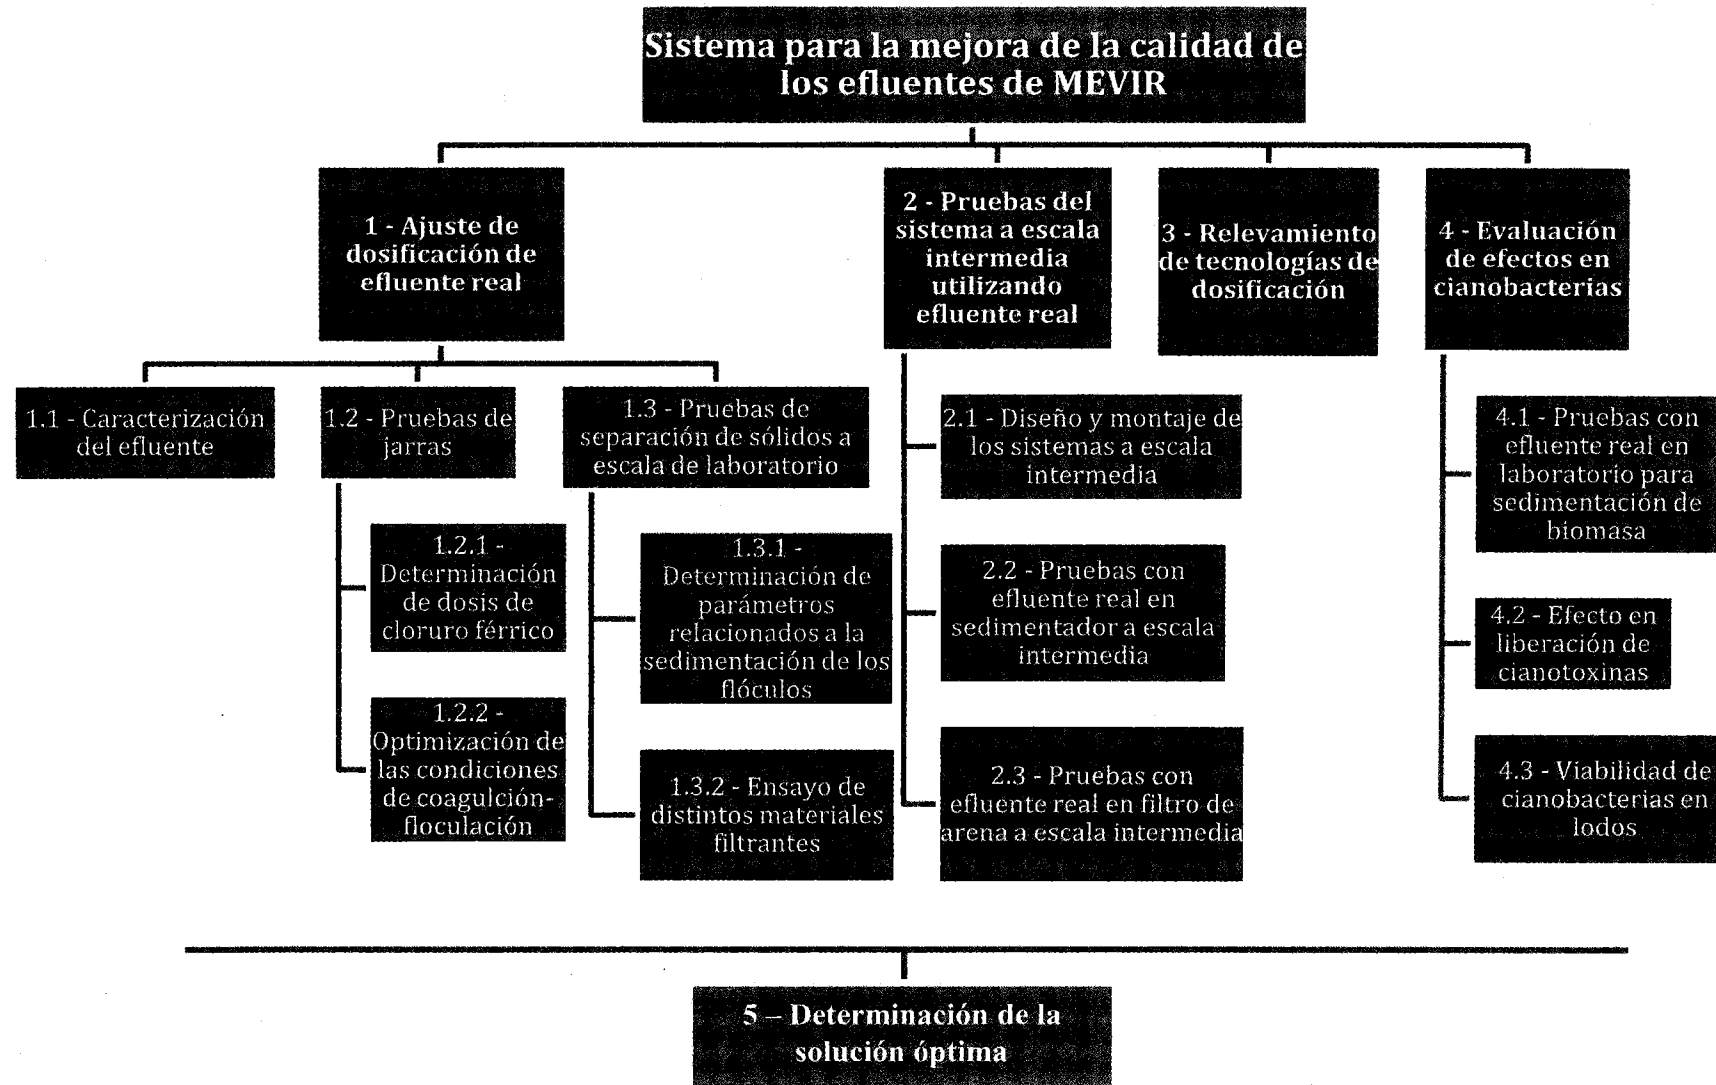 Sistema para la mejora de la calidad de
los efluentes de MEVIR
1 - Ajuste de
dosificación de
efluente real
2 - Pruebas del
sistema a escala
intermedia
utilizando
efluente real
3 - Relevamiento
de tecnologías de
dosificación
4 - Evaluación
de efectos en
cianobacterias
1.1 - Caracterización
del efluente
1.2 - Pruebas de
jarras
1.2.1 -
Determinación
de dosis de
cloruro férrico
1.2.2 -
Optimización de
las condiciones
de coagulción-
floculación
1.3 - Pruebas de
separación de sólidos a
escala de laboratorio
1.3.1 -
Determinación de
parámetros
relacionados a la
sedimentación de los
flóculos
1.3.2 - Ensayo de
distintos materiales
filtrantes
2.1 - Diseño y montaje de
los sistemas a escala
intermedia
2.2 - Pruebas con
efluente real en
sedimentador a escala
intermedia
2.3 - Pruebas con
efluente real en filtro de
arena a escala intermedia
4.1 - Pruebas con
efluente real en
laboratorio para
sedimentación de
biomasa
4.2 - Efecto en
liberación de
cianotoxinas
4.3 - Viabilidad de
cianobacterias en
lodos
5 – Determinación de la
solución óptima